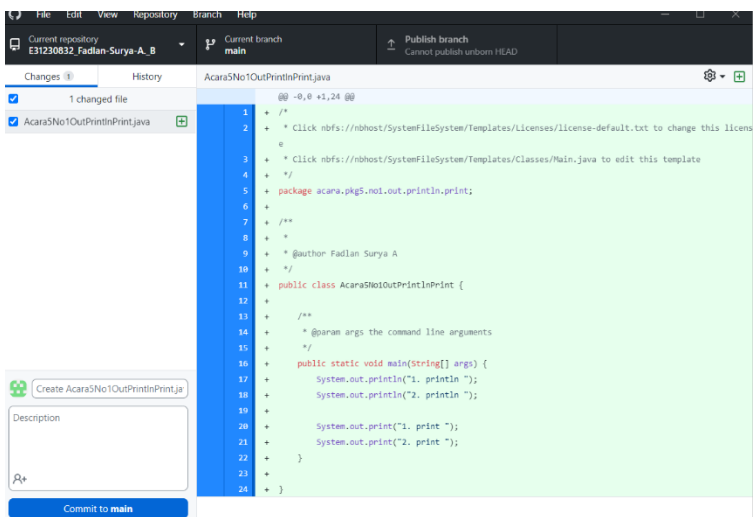 File Edit View Repository Branch Help
Current repository
E31230832_Fadlan-Surya-A._B
Current branch
main
Publish branch
Cannot publish unborn HEAD
Changes 1
History
Acara5No1OutPrintlnPrint.java
1 changed file
Acara5No1OutPrintlnPrint.java
@@ -0,0 +1,24 @@
1 + /*
2 + * Click nbfs://nbhost/SystemFileSystem/Templates/Licenses/license-default.txt to change this licens
e
3 + * Click nbfs://nbhost/SystemFileSystem/Templates/Classes/Main.java to edit this template
4 + */
5 + package acara.pkg5.no1.out.println.print;
6 +
7 + /**
8 + *
9 + * @author Fadlan Surya A
10 + */
11 + public class Acara5No1OutPrintlnPrint {
12 +
13 + /**
14 + * @param args the command line arguments
15 + */
16 + public static void main(String[] args) {
17 + System.out.println("1. println ");
18 + System.out.println("2. println ");
19 +
20 + System.out.print("1. print ");
21 + System.out.print("2. print ");
22 + }
23 +
24 + }
Create Acara5No1OutPrintlnPrint.ja
Description
Commit to main